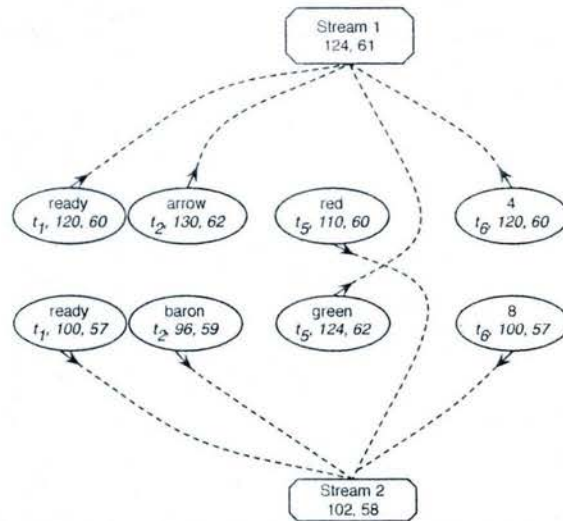 Stream 1
124, 61
ready
t1, 120, 60
arrow
t2, 130, 62
red
t5, 110, 60
4
t6, 120, 60
ready
t1, 100, 57
baron
t2, 96, 59
green
t5, 124, 62
8
t6, 100, 57
Stream 2
102, 58